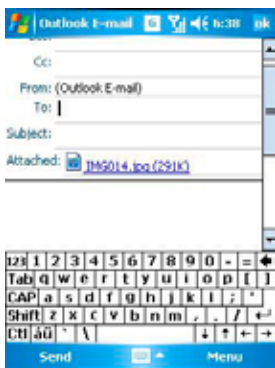 Outlook E-mail 6:38 ok
Cc:
From: (Outlook E-mail)
To:
Subject:
Attached: IMG014.jpg (291K)
123 1 2 3 4 5 6 7 8 9 0 - =
Tab q w e r t y u i o p [ ]
CAP a s d f g h j k l ; '
Shift z x c v b n m , . /
Ctl áü ` \
Send Menu